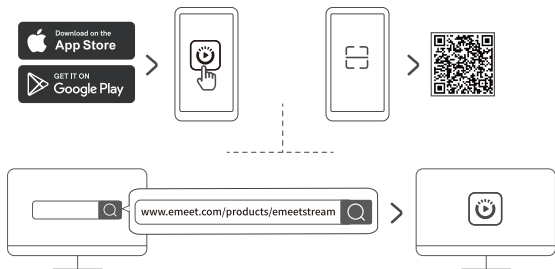 Download on the
App Store
GET IT ON
Google Play
www.emeet.com/products/emeetstream